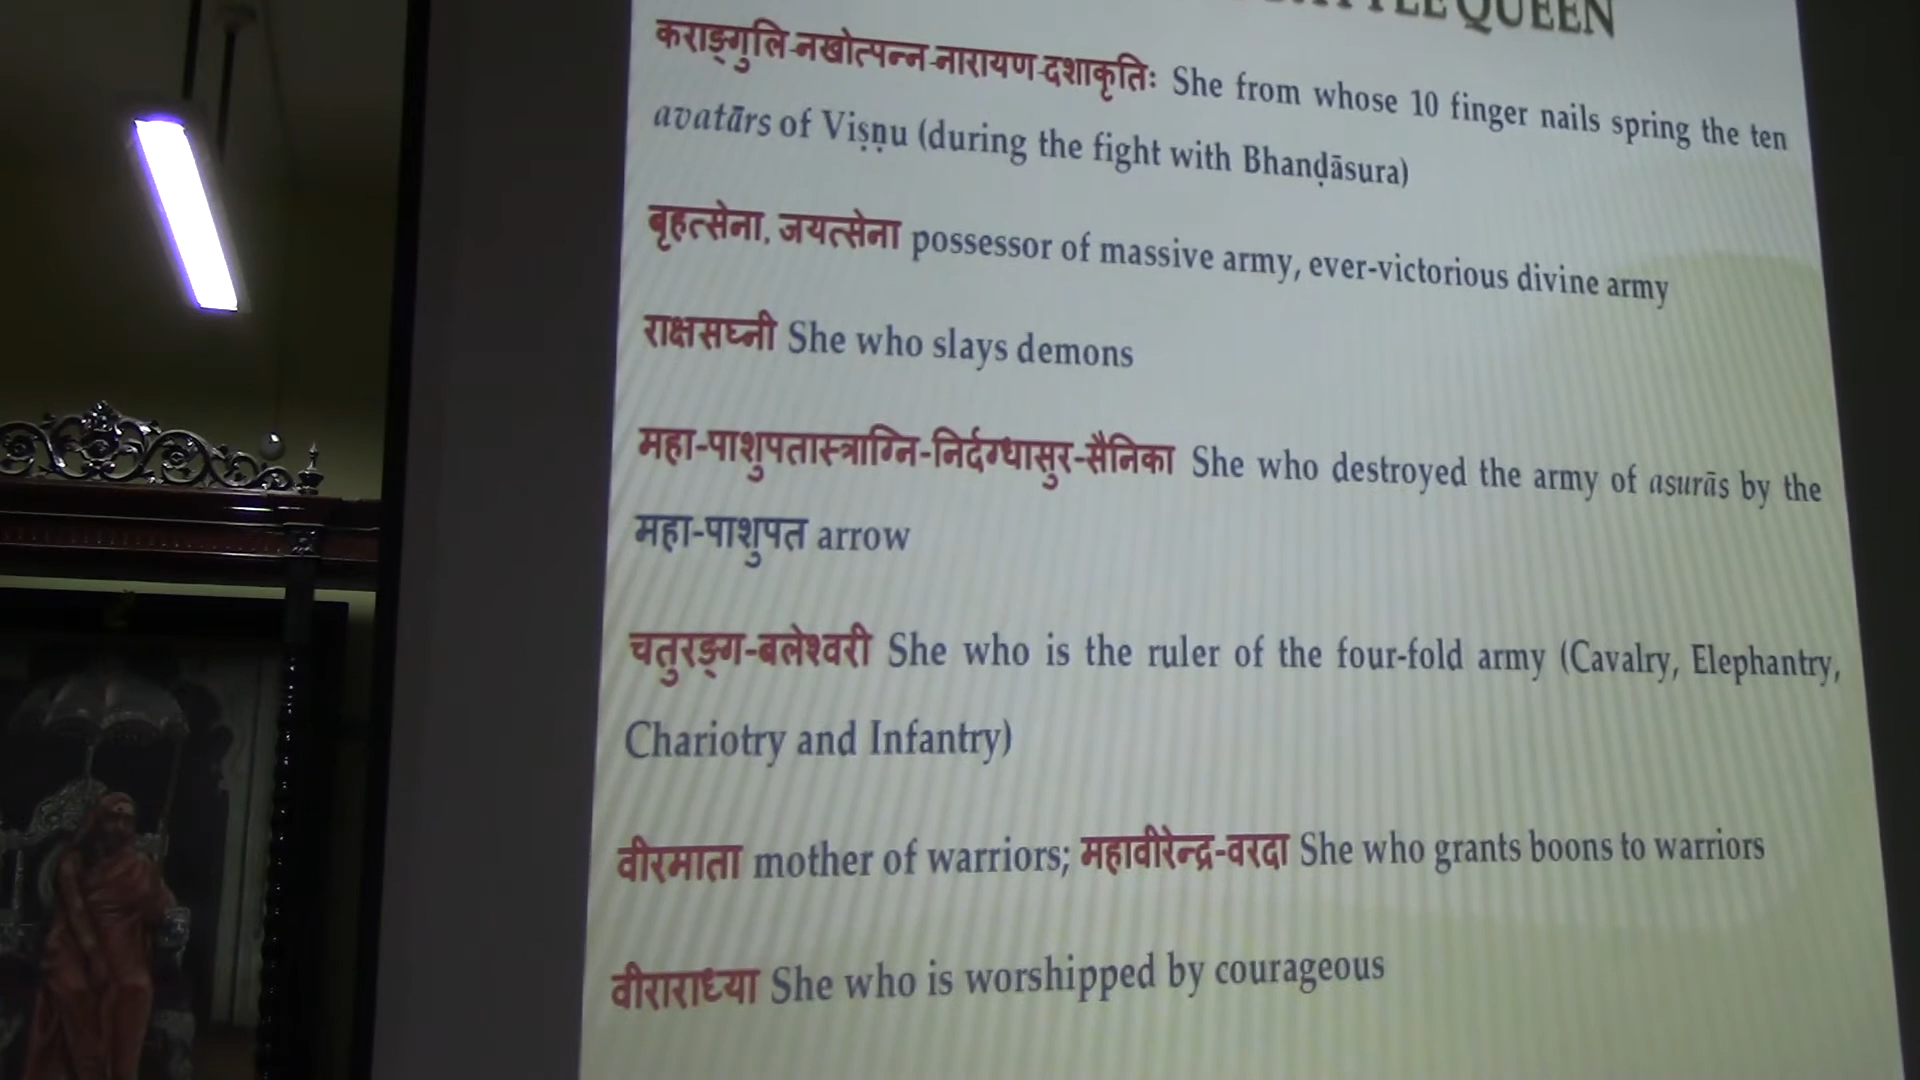 QUEEN
कराङ्गुलि-नखोत्पन्न-नारायण-दशाकृतिः She from whose 10 finger nails spring the ten
avatārs of Viṣṇu (during the fight with Bhaṇḍāsura)
बृहत्सेना, जयत्सेना possessor of massive army, ever-victorious divine army
राक्षसघ्नी She who slays demons
महा-पाशुपतास्त्राग्नि-निर्दग्धासुर-सैनिका She who destroyed the army of asurās by the
महा-पाशुपत arrow
चतुरङ्ग-बलेश्वरी She who is the ruler of the four-fold army (Cavalry, Elephantry,
Chariotry and Infantry)
वीरमाता mother of warriors; महावीरेन्द्र-वरदा She who grants boons to warriors
वीराराध्या She who is worshipped by courageous